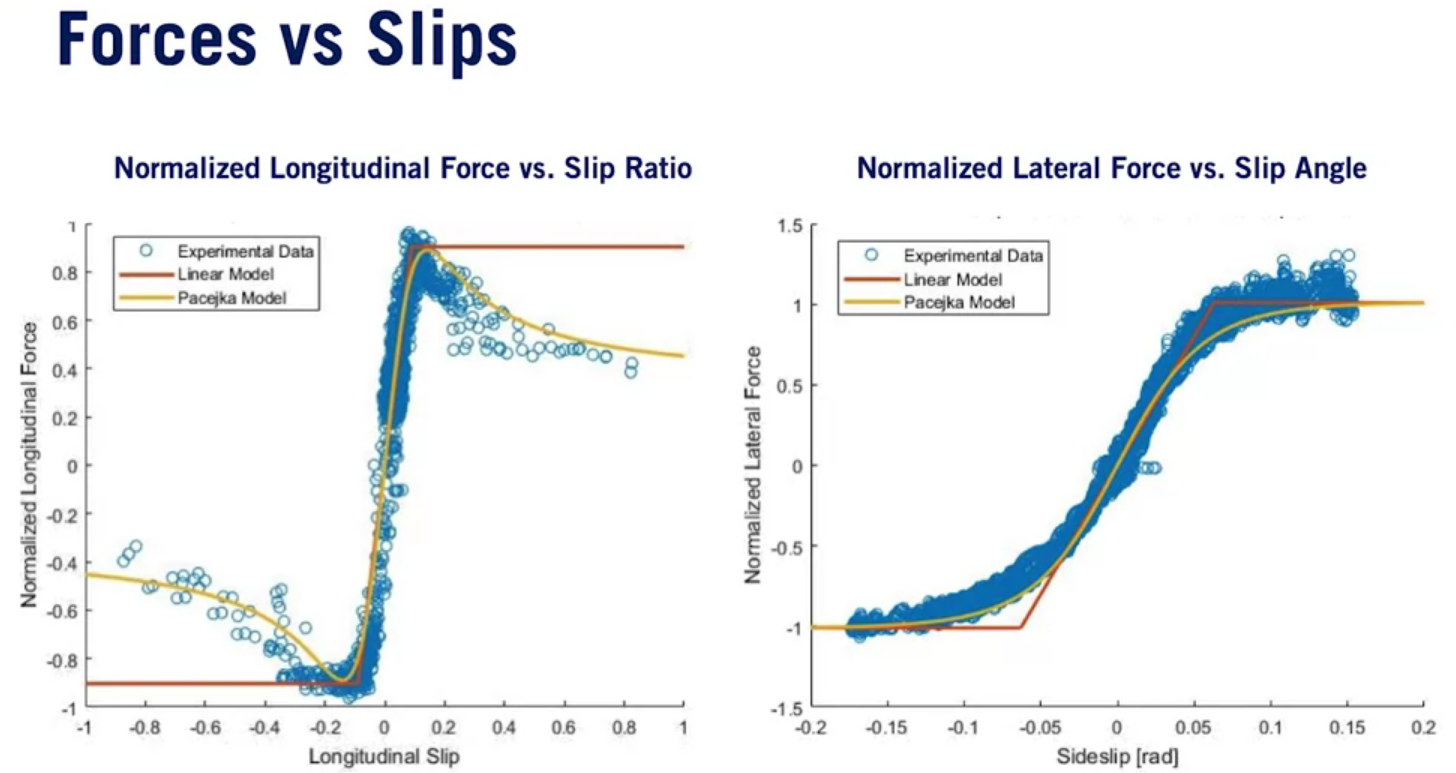 Forces vs Slips
Normalized Longitudinal Force vs. Slip Ratio
Normalized Longitudinal Force
1
0.8
0.6
0.4
0.2
0
-0.2
-0.4
-0.6
-0.8
-1
Experimental Data
Linear Model
Pacejka Model
-1 -0.8 -0.6 -0.4 -0.2 0 0.2 0.4 0.6 0.8 1
Longitudinal Slip
Normalized Lateral Force vs. Slip Angle
Normalized Lateral Force
1.5
1
0.5
0
-0.5
-1
-1.5
Experimental Data
Linear Model
Pacejka Model
-0.2 -0.15 -0.1 -0.05 0 0.05 0.1 0.15 0.2
Sideslip [rad]